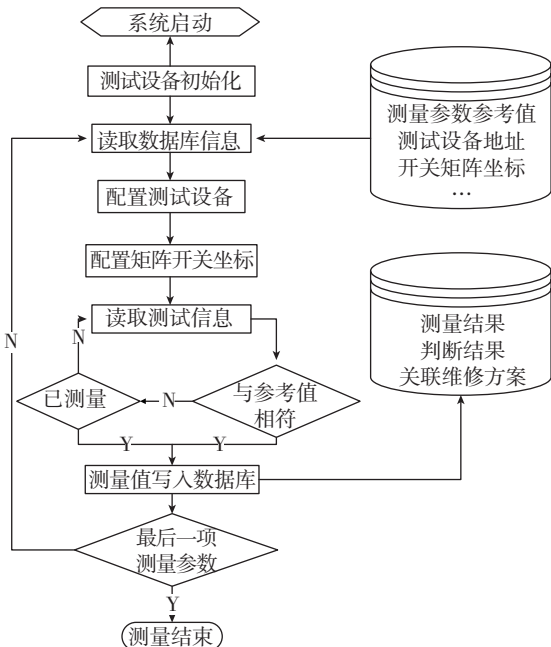 系统启动
测试设备初始化
读取数据库信息
配置测试设备
配置矩阵开关坐标
读取测试信息
N
N
已测量
N
与参考值
相符
Y
Y
测量值写入数据库
最后一项
测量参数
Y
测量结束
测量参数参考值
测试设备地址
开关矩阵坐标
…
测量结果
判断结果
关联维修方案